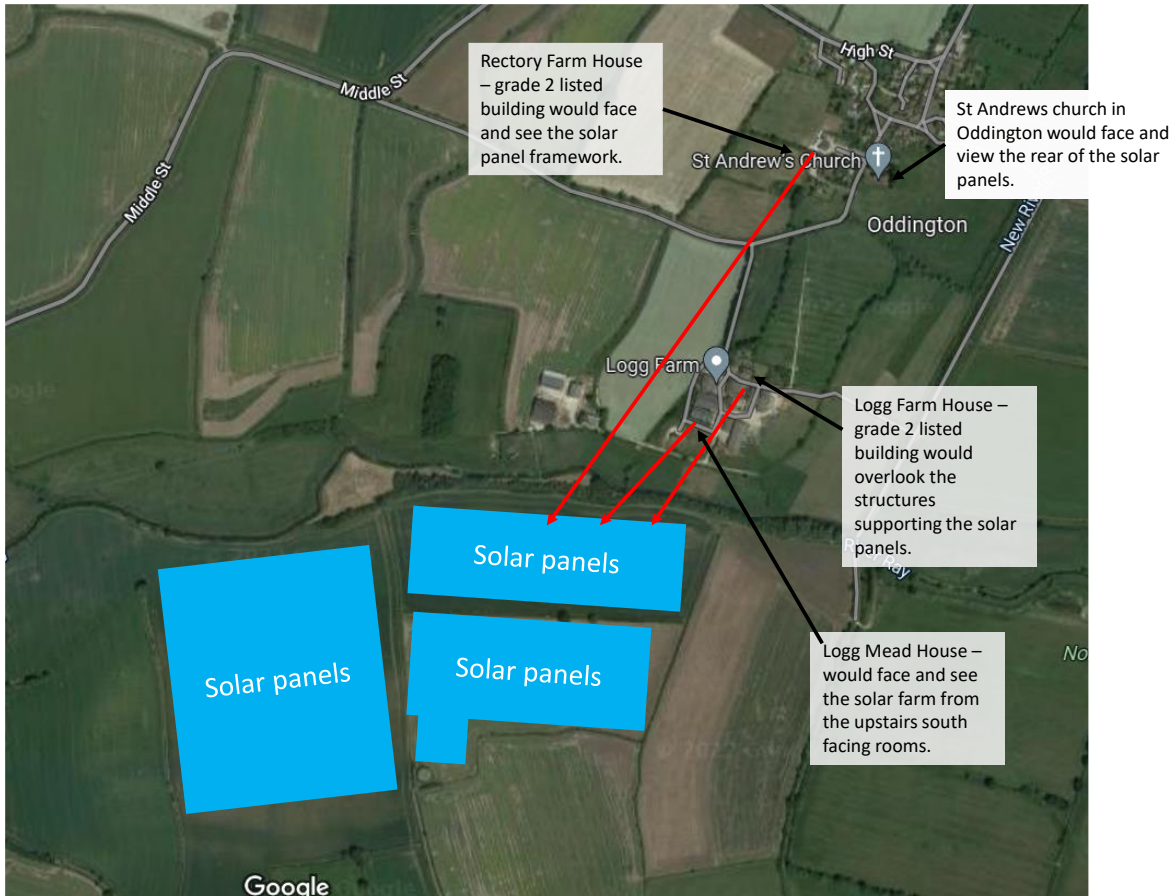 High St
Rectory Farm House
– grade 2 listed
building would face
and see the solar
panel framework.
Middle St
St Andrews church in
Oddington would face and
view the rear of the solar
panels.
St Andrew's Church
Middle St
Oddington
New Riv
Logg Farm
Logg Farm House –
grade 2 listed
building would
overlook the
structures
supporting the solar
panels.
Solar panels
River Ray
Solar panels
Solar panels
Logg Mead House –
would face and see
the solar farm from
the upstairs south
facing rooms.
No
Google